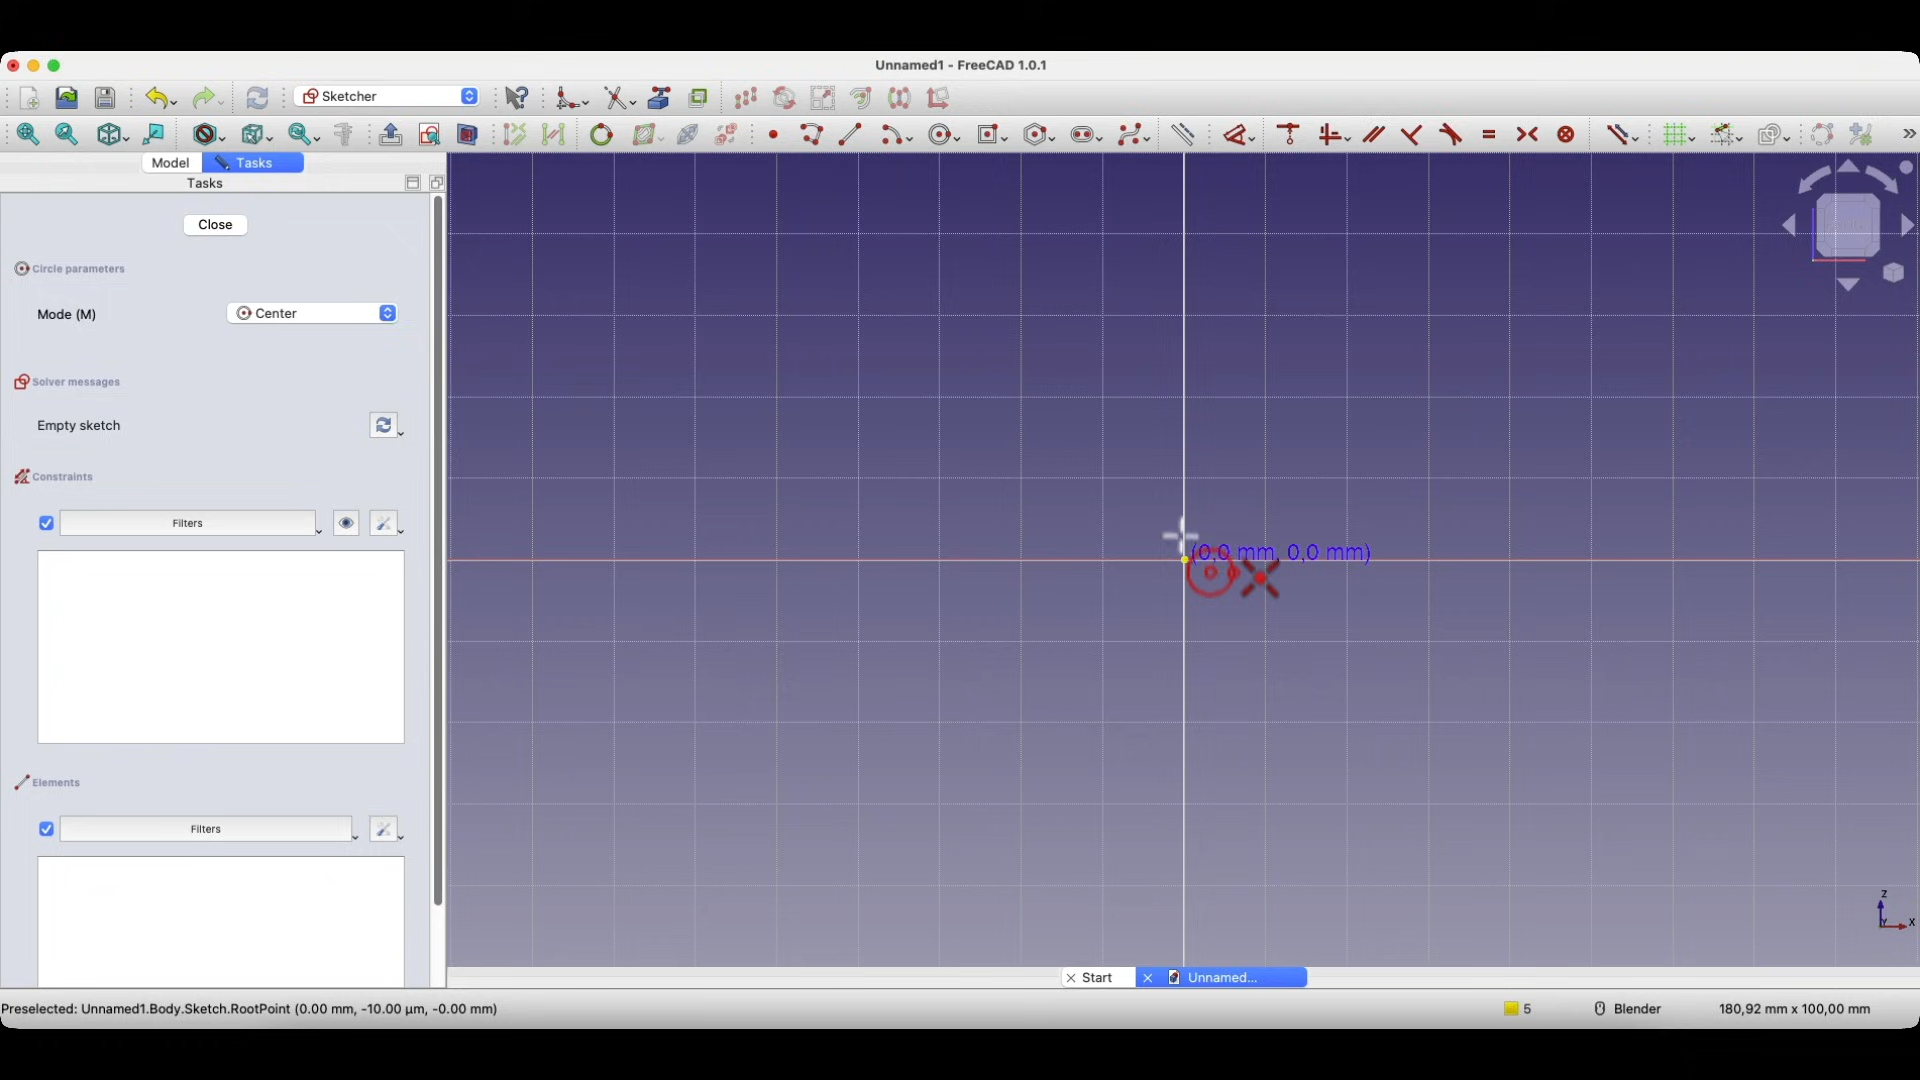 Unnamed1 - FreeCAD 1.0.1
Sketcher
Model
Tasks
Tasks
Close
Circle parameters
Mode (M)
Center
Solver messages
Empty sketch
Constraints
Filters
Elements
Filters
(0,0 mm, 0,0 mm)
Z
Y
X
Start
Unnamed...
Preselected: Unnamed1.Body.Sketch.RootPoint (0.00 mm, -10.00 µm, -0.00 mm)
5
Blender
180,92 mm x 100,00 mm